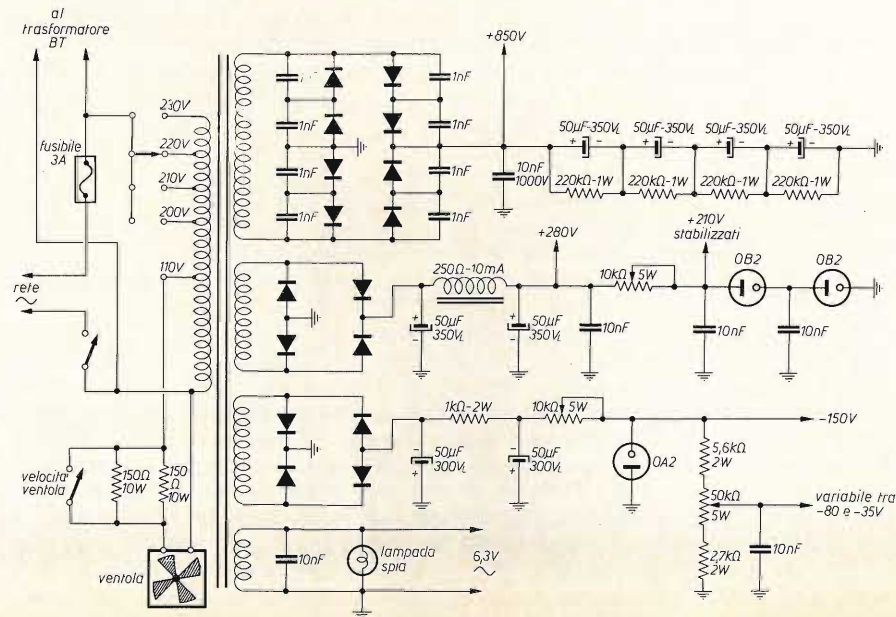 al
trasformatore
BT
fusibile
3A
230V
220V
210V
200V
110V
rete
velocità
ventola
150Ω
10W
150
Ω
10W
ventola
1nF
1nF
1nF
1nF
1nF
1nF
1nF
+850V
10nF
1000V
50µF-350VL
50µF-350VL
50µF-350VL
50µF-350VL
220kΩ-1W
220kΩ-1W
220kΩ-1W
220kΩ-1W
250Ω-10mA
+280V
10kΩ
5W
+210V
stabilizzati
OB2
OB2
50µF
350VL
50µF
350VL
10nF
10nF
10nF
1kΩ-2W
10kΩ
5W
-150V
50µF
300VL
50µF
300VL
OA2
5,6kΩ
2W
50kΩ
5W
variabile tra
-80 e -35V
2,7kΩ
2W
10nF
10nF
lampada
spia
6,3V